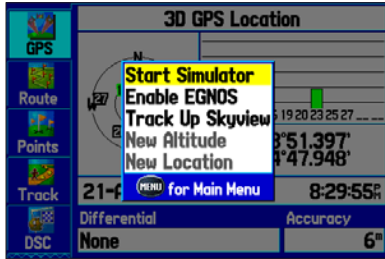 3D GPS Location
GPS
N
Start Simulator
Enable EGNOS
Track Up Skyview
New Altitude
New Location
MENU for Main Menu
Route
27
19 20 23 25 27
Points
51.397'
47.948'
Track
21-
8:29:55
DSC
Differential
None
Accuracy
6